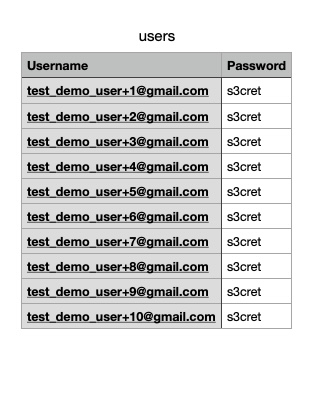 users
Username Password
test_demo_user+1@gmail.com s3cret
test_demo_user+2@gmail.com s3cret
test_demo_user+3@gmail.com s3cret
test_demo_user+4@gmail.com s3cret
test_demo_user+5@gmail.com s3cret
test_demo_user+6@gmail.com s3cret
test_demo_user+7@gmail.com s3cret
test_demo_user+8@gmail.com s3cret
test_demo_user+9@gmail.com s3cret
test_demo_user+10@gmail.com s3cret